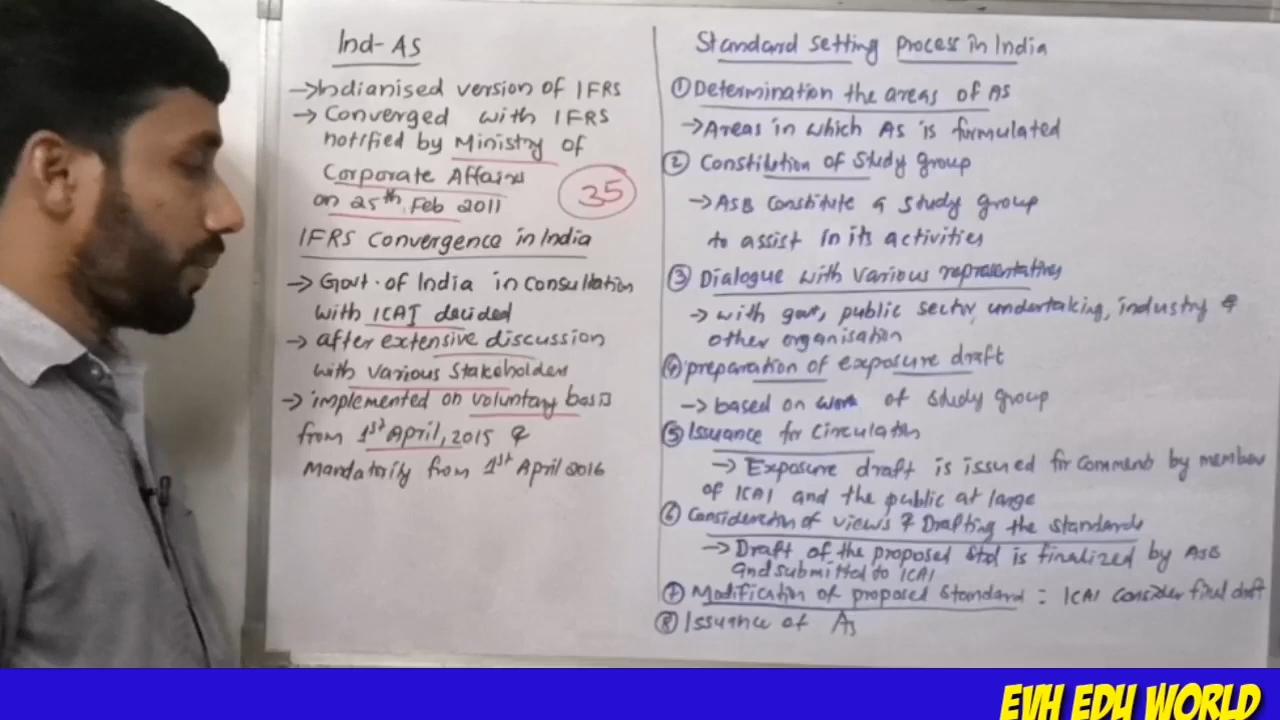 Ind-AS
→ Indianised version of IFRS
→ Converged with IFRS
notified by Ministry of
Corporate Affairs
on 25th Feb 2011
35
IFRS Convergence in India
→ Govt. of India in consultation
with ICAI decided
→ after extensive discussion
with various stakeholders
→ implemented on voluntary basis
from 1st April, 2015 &
Mandatorily from 1st April 2016
Standard Setting Process in India
① Determination the areas of AS
→ Areas in which AS is formulated
② Constitution of study group
→ ASB Constitute a study group
to assist in its activities
③ Dialogue with various representatives
→ with govt, public sector, undertaking, industry &
other organisation
④ preparation of exposure draft
→ based on work of study group
⑤ Issuance for circulation
→ Exposure draft is issued for comments by members
of ICAI and the public at large
⑥ Consideration of views & Drafting the standards
→ Draft of the proposed Std is finalized by ASB
and submitted to ICAI
⑦ Modification of proposed standard : ICAI consider final draft
⑧ Issuance of As
EVH EDU WORLD